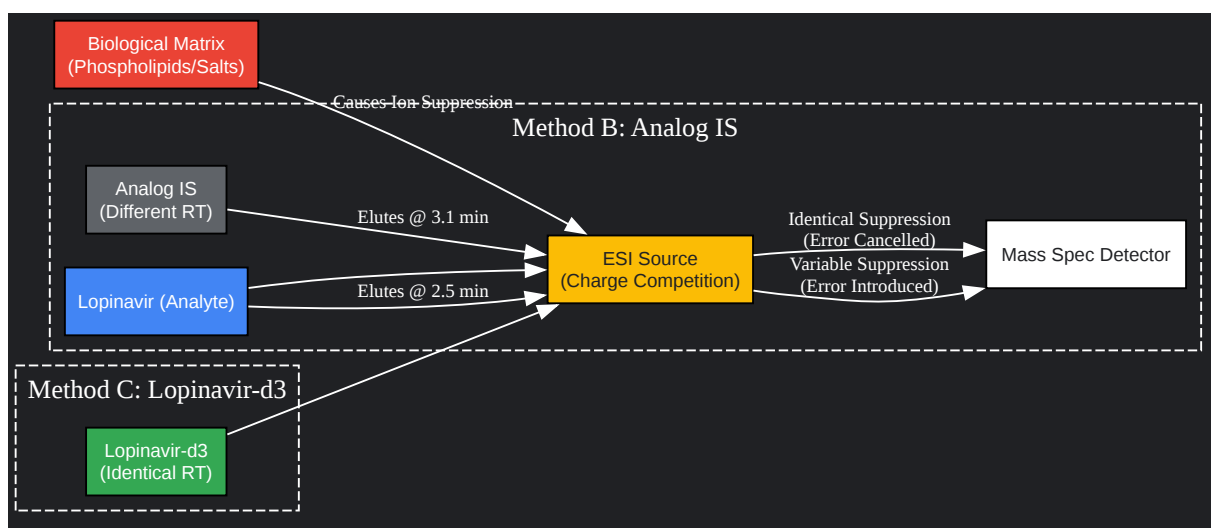 Biological Matrix
(Phospholipids/Salts)
Causes Ion Suppression
Method B: Analog IS
Analog IS
(Different RT)
Elutes @ 3.1 min
Lopinavir (Analyte)
Elutes @ 2.5 min
ESI Source
(Charge Competition)
Identical Suppression
(Error Cancelled)
Variable Suppression
(Error Introduced)
Mass Spec Detector
Method C: Lopinavir-d3
Lopinavir-d3
(Identical RT)